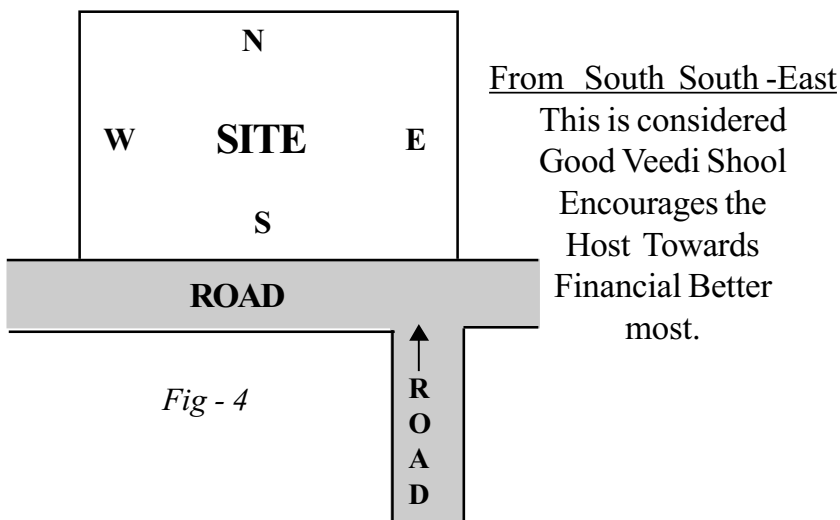 N
W SITE E
S
ROAD
R
O
A
D
Fig - 4
From South South -East
This is considered
Good Veedi Shool
Encourages the
Host Towards
Financial Better
most.